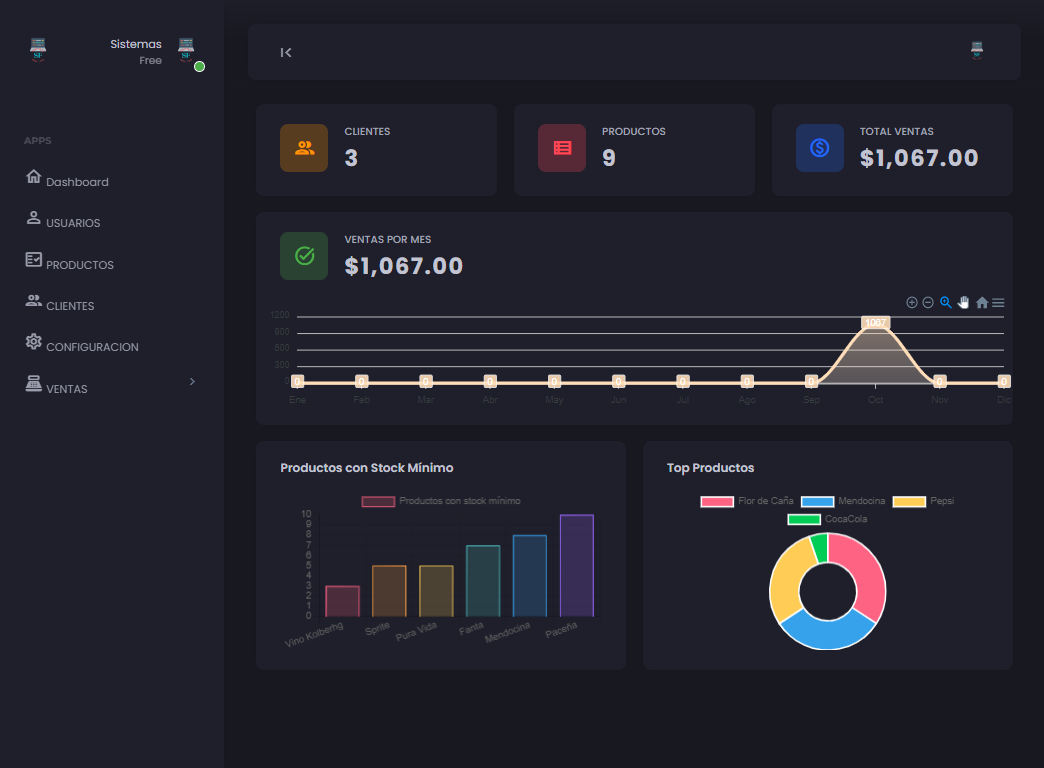 Sistemas
Free
SF
SF
APPS
Dashboard
USUARIOS
PRODUCTOS
CLIENTES
CONFIGURACION
VENTAS
CLIENTES
3
PRODUCTOS
9
TOTAL VENTAS
$1,067.00
VENTAS POR MES
$1,067.00
1200
900
600
300
0
1067
0 0 0 0 0 0 0 0 0 0 0
Ene Feb Mar Abr May Jun Jul Ago Sep Oct Nov Dic
Productos con Stock Mínimo
Productos con stock mínimo
10
9
8
7
6
5
4
3
2
1
0
Vino Kolberhg Sprite Pura Vida Fanta Mendocina Paceña
Top Productos
Flor de Caña Mendocina Pepsi
CocaCola